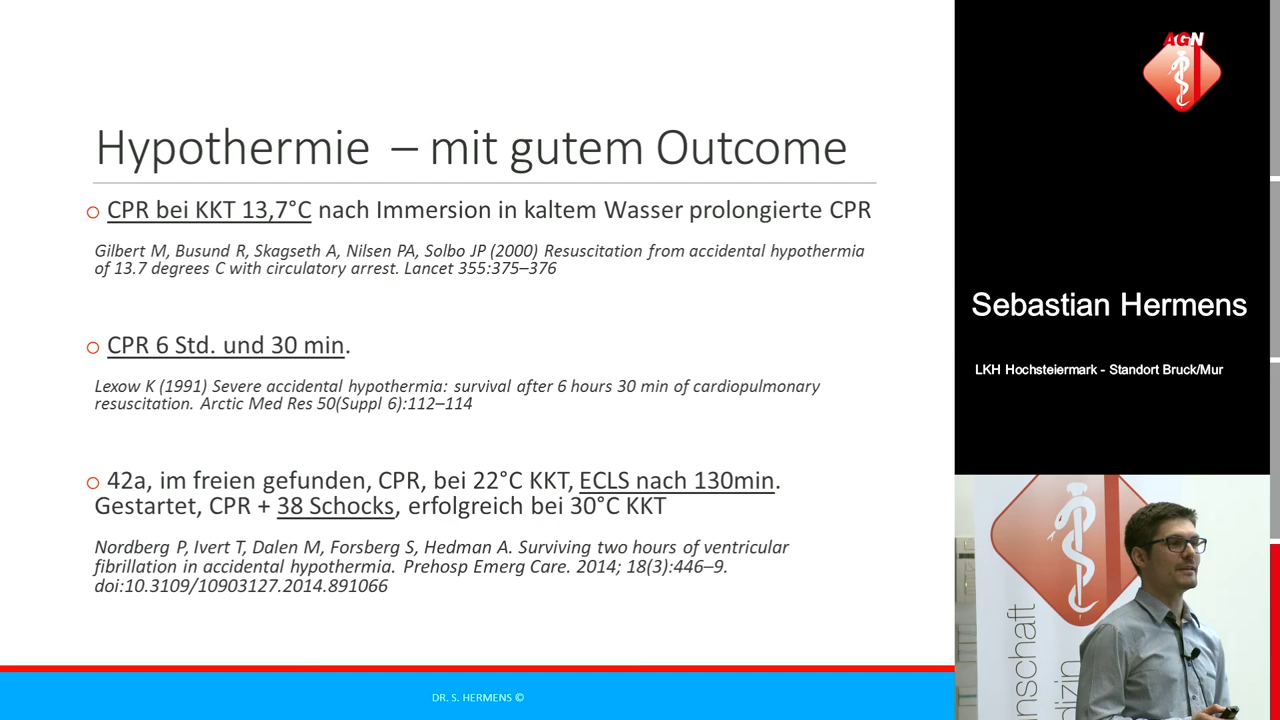 Hypothermie – mit gutem Outcome
CPR bei KKT 13,7°C nach Immersion in kaltem Wasser prolongierte CPR
Gilbert M, Busund R, Skagseth A, Nilsen PA, Solbo JP (2000) Resuscitation from accidental hypothermia
of 13.7 degrees C with circulatory arrest. Lancet 355:375–376
CPR 6 Std. und 30 min.
Lexow K (1991) Severe accidental hypothermia: survival after 6 hours 30 min of cardiopulmonary
resuscitation. Arctic Med Res 50(Suppl 6):112–114
42a, im freien gefunden, CPR, bei 22°C KKT, ECLS nach 130min.
Gestartet, CPR + 38 Schocks, erfolgreich bei 30°C KKT
Nordberg P, Ivert T, Dalen M, Forsberg S, Hedman A. Surviving two hours of ventricular
fibrillation in accidental hypothermia. Prehosp Emerg Care. 2014; 18(3):446–9.
doi:10.3109/10903127.2014.891066
DR. S. HERMENS ©
AGN
Sebastian Hermens
LKH Hochsteiermark - Standort Bruck/Mur
nschaft
dizin